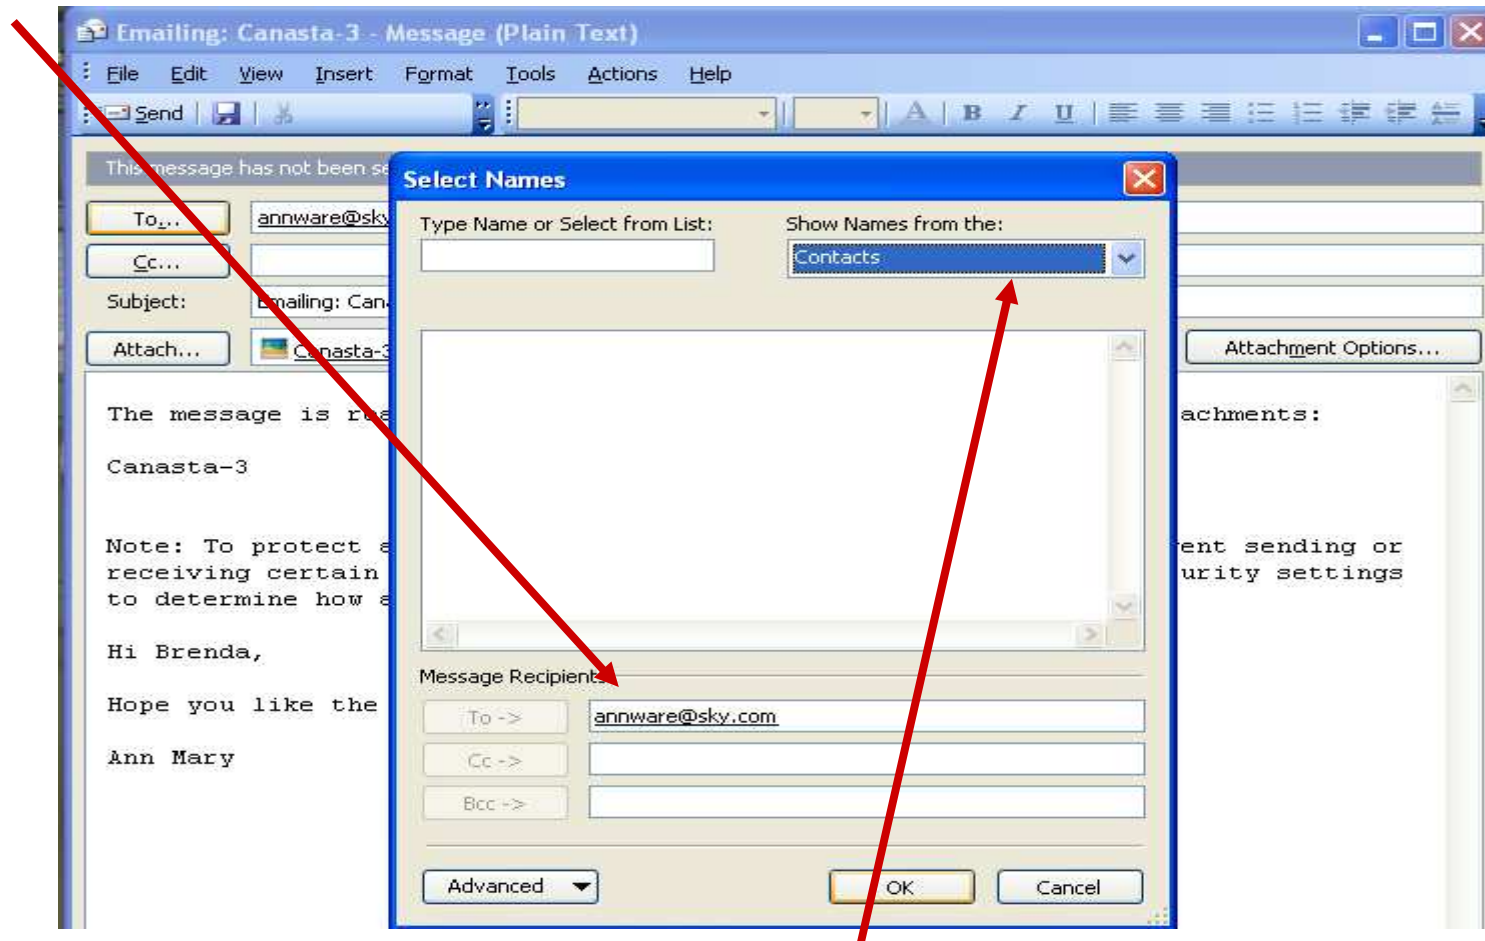 Emailing: Canasta-3 - Message (Plain Text)
File Edit View Insert Format Tools Actions Help
Send A B I U
This message has not been se
To... annware@sky
Cc...
Subject: Emailing: Can
Attach... Canasta-3 Attachment Options...
The message is rea achments:
Canasta-3
Note: To protect a ent sending or
receiving certain urity settings
to determine how a
Hi Brenda,
Hope you like the
Ann Mary
Select Names
Type Name or Select from List: Show Names from the:
Contacts
Message Recipients
To -> annware@sky.com
Cc ->
Bcc ->
Advanced OK Cancel